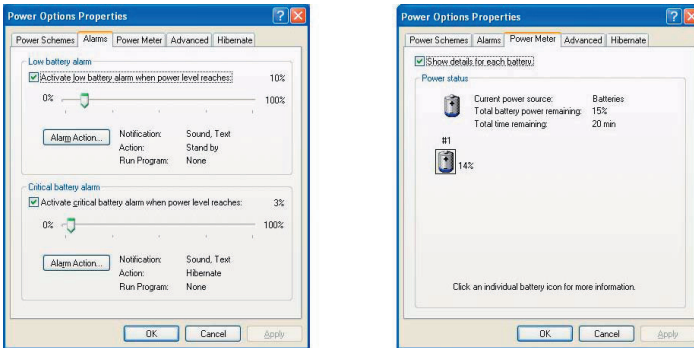 Power Options Properties
Power Schemes Alarms Power Meter Advanced Hibernate
Low battery alarm
Activate low battery alarm when power level reaches: 10%
0% 100%
Alarm Action... Notification: Sound, Text
Action: Stand by
Run Program: None
Critical battery alarm
Activate critical battery alarm when power level reaches: 3%
0% 100%
Alarm Action... Notification: Sound, Text
Action: Hibernate
Run Program: None
OK Cancel Apply
Power Options Properties
Power Schemes Alarms Power Meter Advanced Hibernate
Show details for each battery.
Power status
Current power source: Batteries
Total battery power remaining: 15%
Total time remaining: 20 min
#1
14%
Click an individual battery icon for more information.
OK Cancel Apply